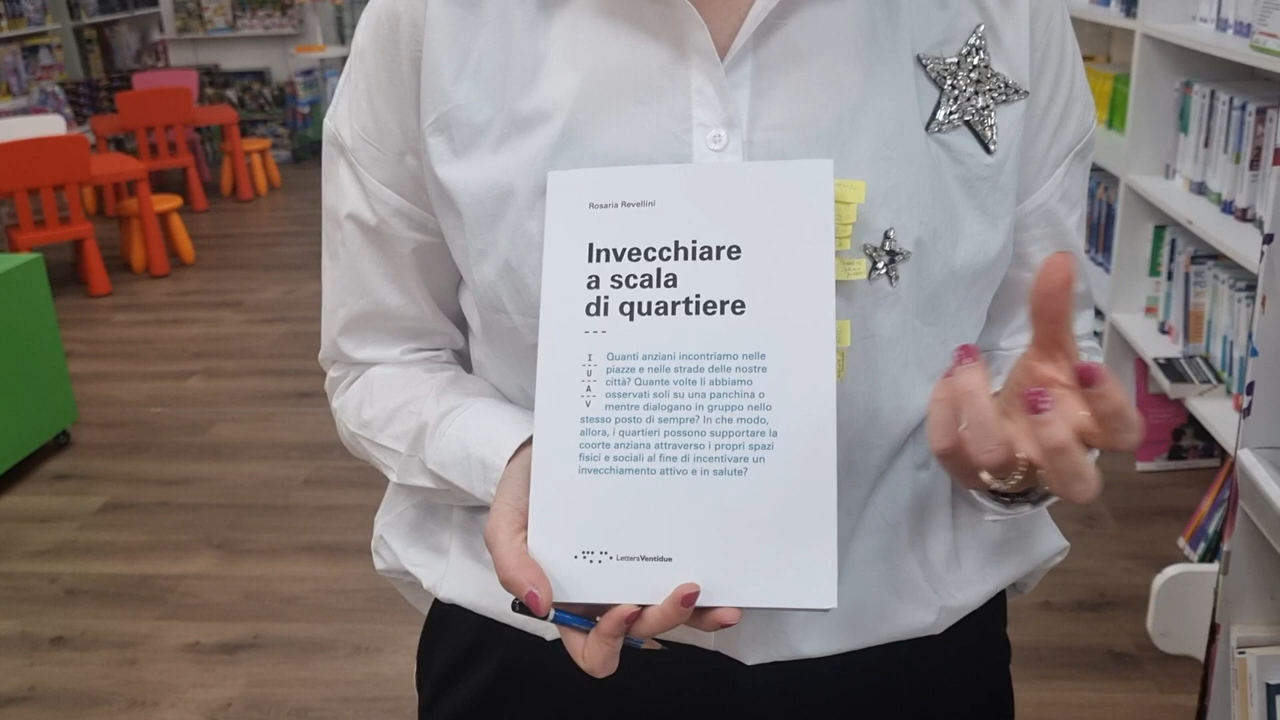 Rosaria Revellini
Invecchiare
a scala
di quartiere
---
I
U
A
V
Quanti anziani incontriamo nelle
piazze e nelle strade delle nostre
città? Quante volte li abbiamo
osservati soli su una panchina o
mentre dialogano in gruppo nello
stesso posto di sempre? In che modo,
allora, i quartieri possono supportare la
coorte anziana attraverso i propri spazi
fisici e sociali al fine di incentivare un
invecchiamento attivo e in salute?
LetteraVentidue